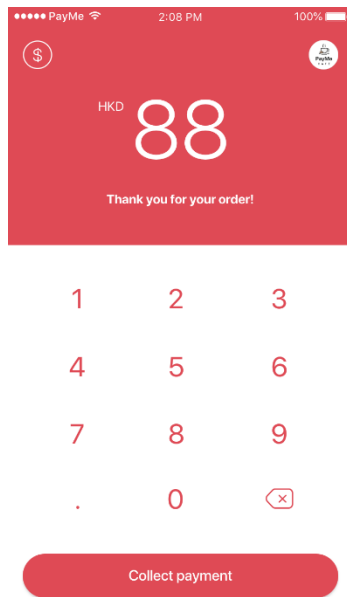 PayMe 2:08 PM 100%
$
PayMe
HKD 88
Thank you for your order!
1 2 3
4 5 6
7 8 9
. 0
Collect payment